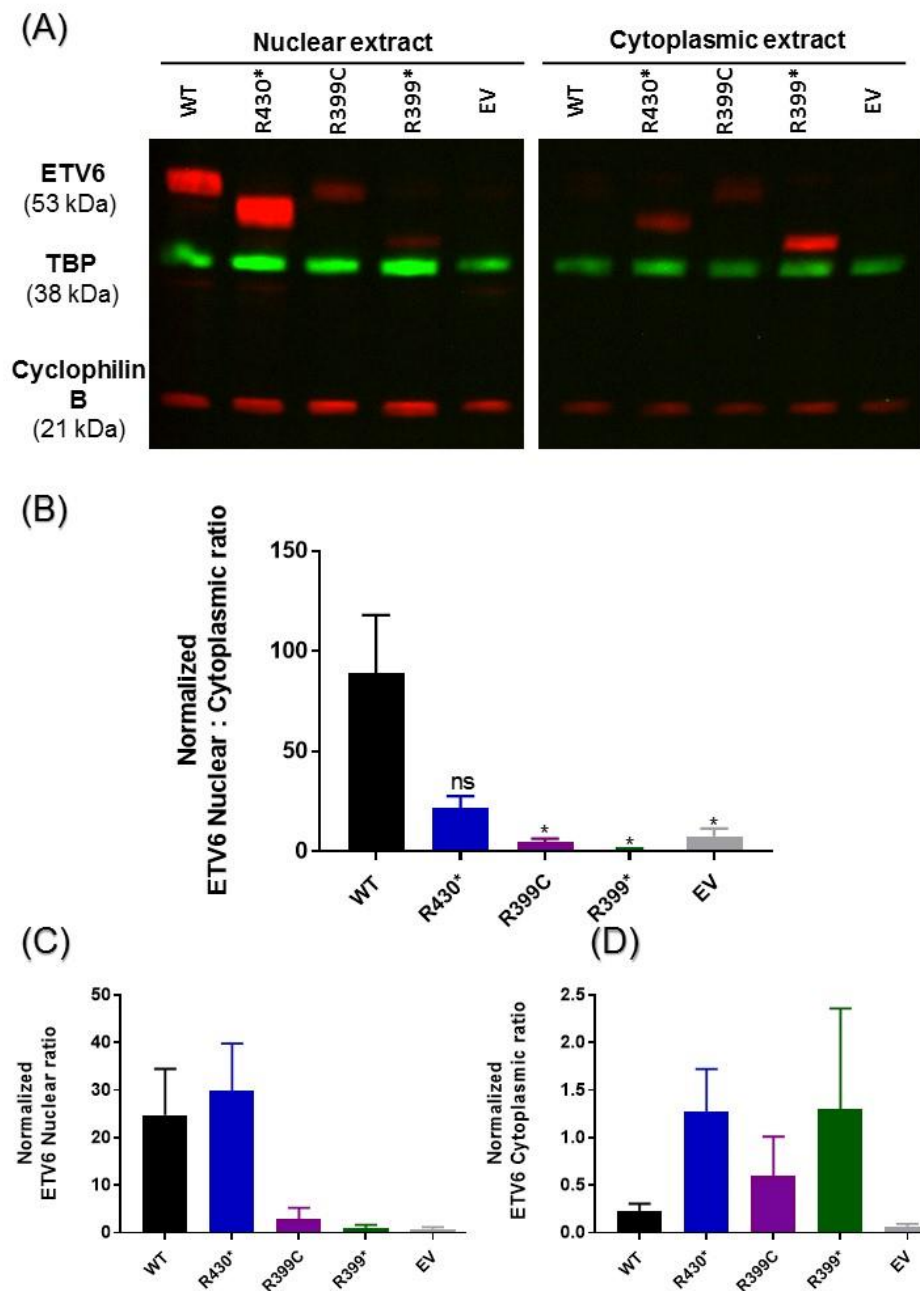 (A)
Nuclear extract
Cytoplasmic extract
WT
R430*
R399C
R399*
EV
WT
R430*
R399C
R399*
EV
ETV6
(53 kDa)
TBP
(38 kDa)
Cyclophilin
B
(21 kDa)
(B)
Normalized
ETV6 Nuclear : Cytoplasmic ratio
150
100
50
0
ns
*
*
*
WT
R430*
R399C
R399*
EV
(C)
Normalized
ETV6 Nuclear ratio
50
40
30
20
10
0
WT
R430*
R399C
R399*
EV
(D)
Normalized
ETV6 Cytoplasmic ratio
2.5
2.0
1.5
1.0
0.5
0.0
WT
R430*
R399C
R399*
EV